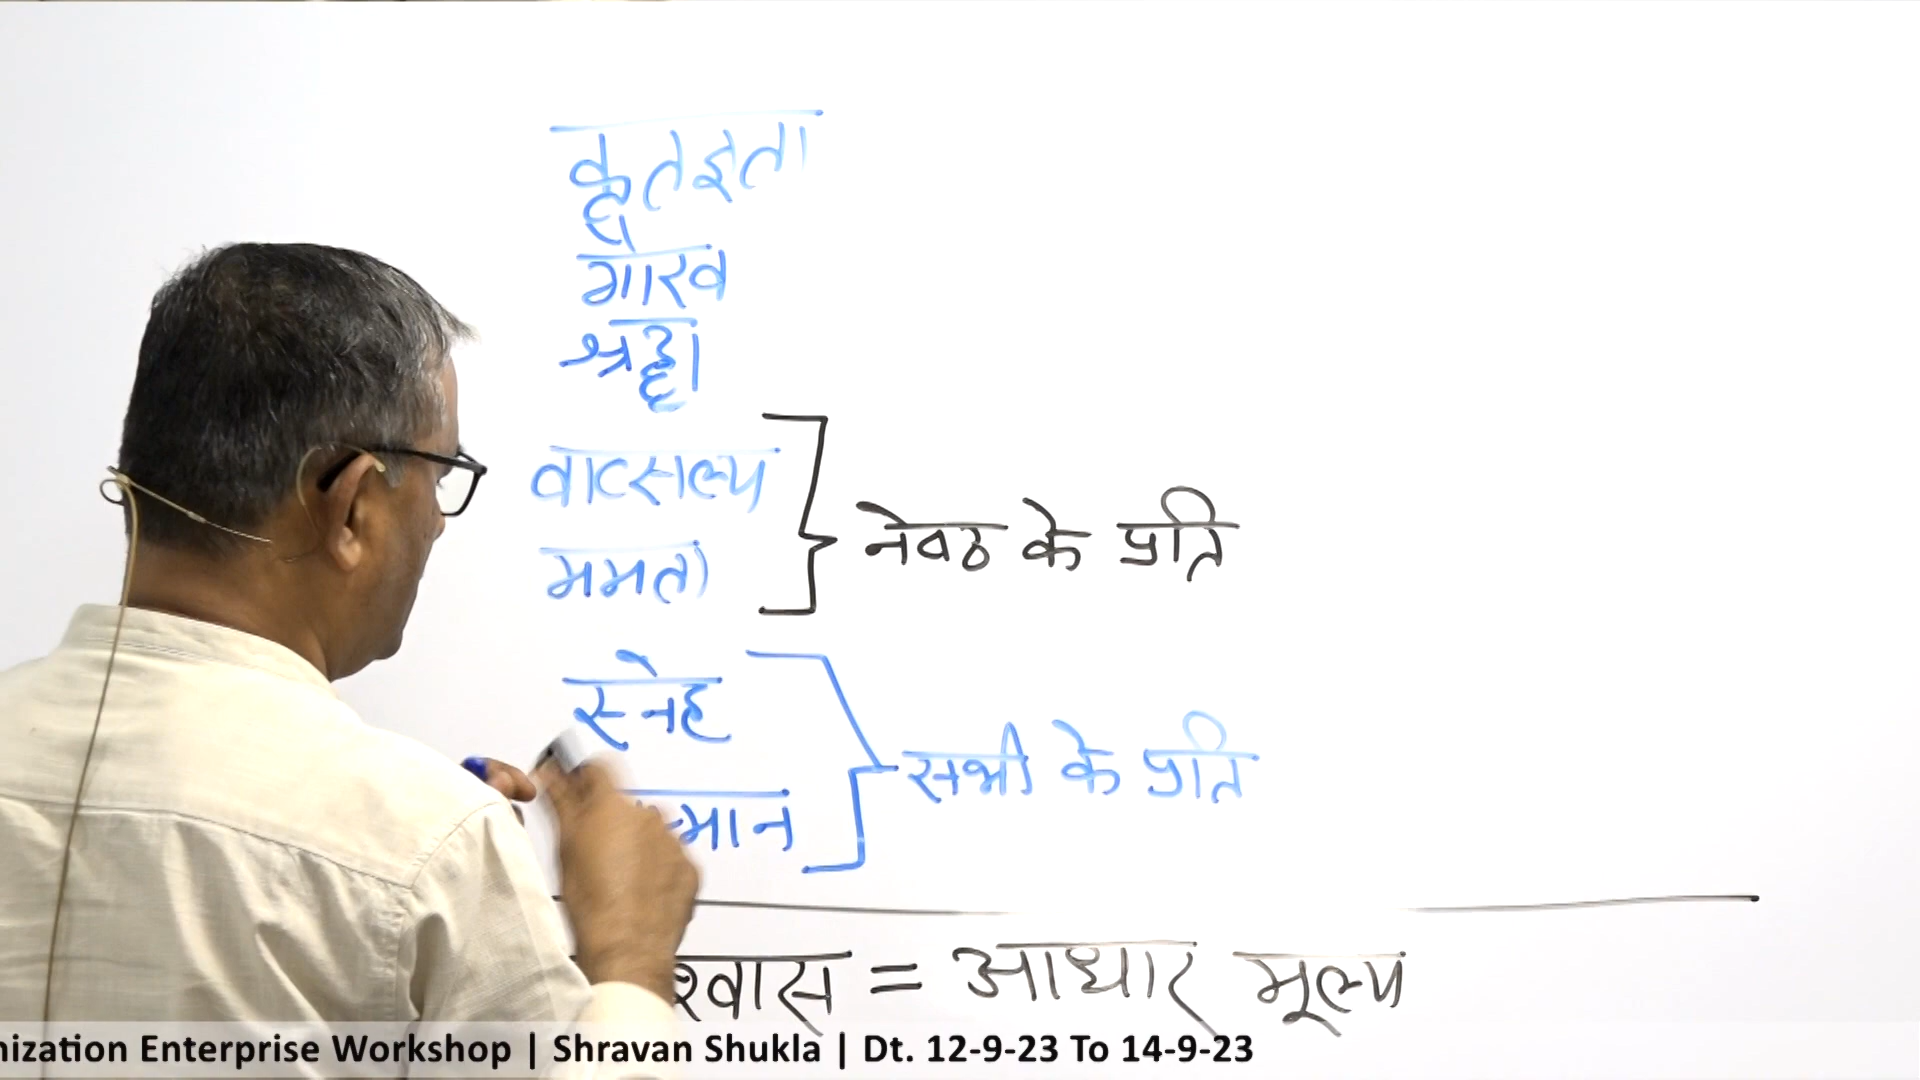 कृतज्ञता
गौरव
श्रद्धा
वात्सल्य
ममता
नेवठ के प्रति
स्नेह
मान
सभी के प्रति
श्वास = आधार मूल्य
nization Enterprise Workshop | Shravan Shukla | Dt. 12-9-23 To 14-9-23